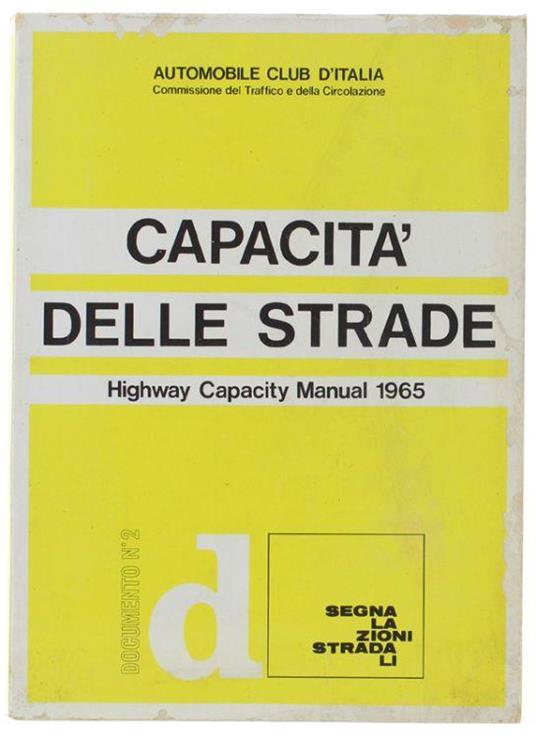 AUTOMOBILE CLUB D'ITALIA
Commissione del Traffico e della Circolazione
CAPACITA'
DELLE STRADE
Highway Capacity Manual 1965
DOCUMENTO N° 2
d
SEGNA
LA
ZIONI
STRADA
LI